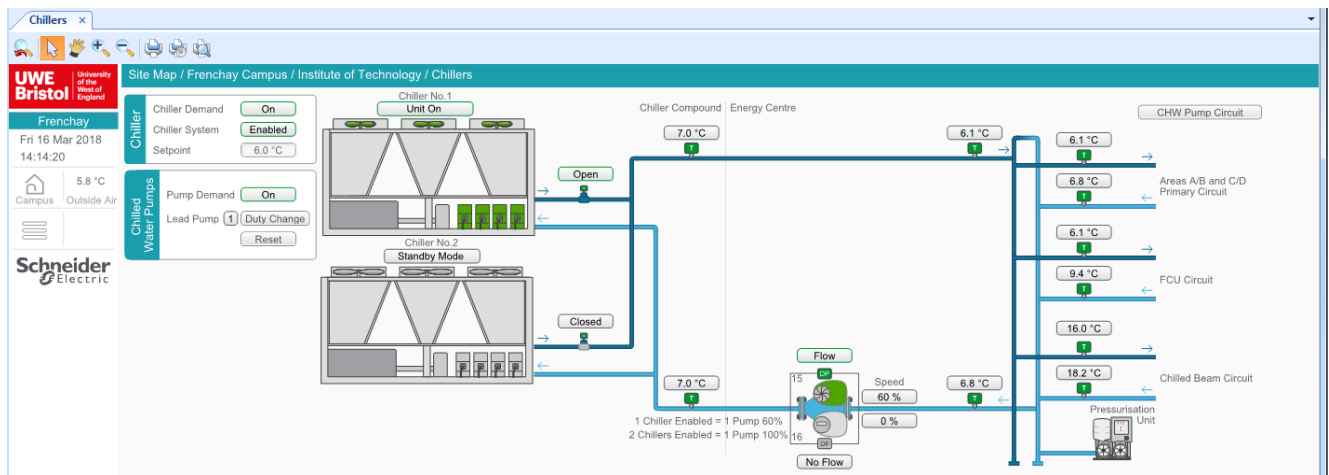 Chillers ×
UWE Bristol
University of the West of England
Site Map / Frenchay Campus / Institute of Technology / Chillers
Frenchay
Fri 16 Mar 2018
14:14:20
Campus
5.8 °C
Outside Air
Schneider
Electric
Chiller
Chiller Demand On
Chiller System Enabled
Setpoint 6.0 °C
Chilled Water Pumps
Pump Demand On
Lead Pump 1 Duty Change
Reset
Chiller No.1
Unit On
Open
Chiller No.2
Standby Mode
Closed
Chiller Compound
Energy Centre
7.0 °C
T
6.1 °C
T
CHW Pump Circuit
6.1 °C
T
6.8 °C
T
Areas A/B and C/D
Primary Circuit
6.1 °C
T
9.4 °C
T
FCU Circuit
16.0 °C
T
18.2 °C
T
Chilled Beam Circuit
7.0 °C
T
Flow
15
DP
Speed
60 %
0 %
6.8 °C
T
1 Chiller Enabled = 1 Pump 60%
2 Chillers Enabled = 1 Pump 100%
16
DP
No Flow
Pressurisation
Unit